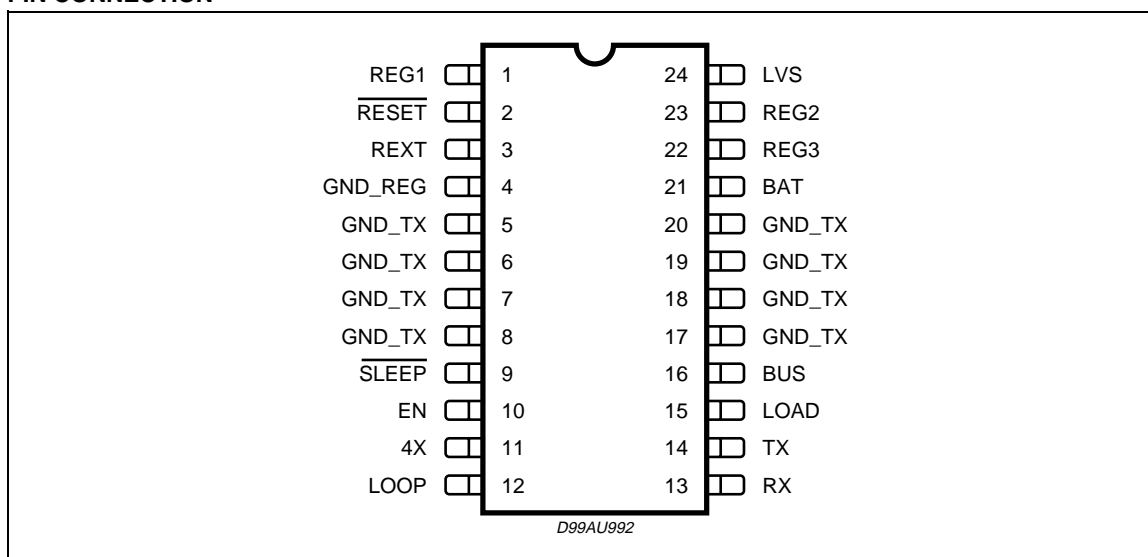 REG1 1 24 LVS
RESET 2 23 REG2
REXT 3 22 REG3
GND_REG 4 21 BAT
GND_TX 5 20 GND_TX
GND_TX 6 19 GND_TX
GND_TX 7 18 GND_TX
GND_TX 8 17 GND_TX
SLEEP 9 16 BUS
EN 10 15 LOAD
4X 11 14 TX
LOOP 12 13 RX
D99AU992